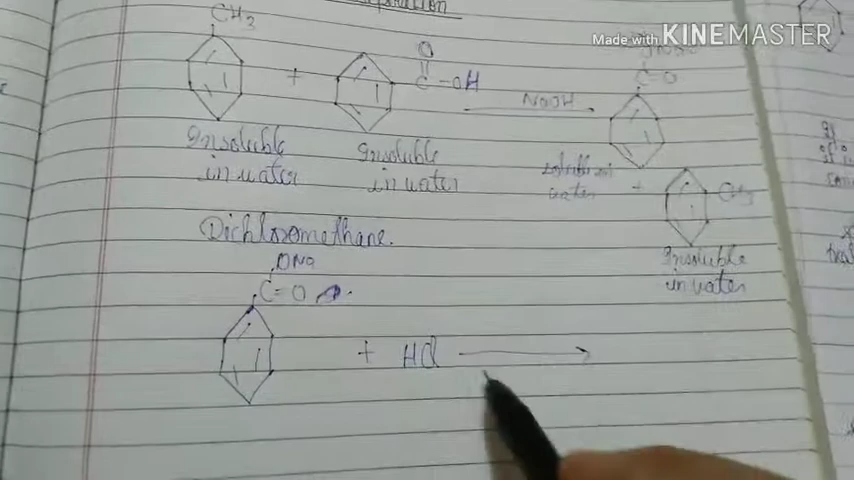 Made with KINEMASTER
CH3
O
+ C-OH NaOH C O
Insoluble in water
Insoluble in water
soluble in water
+ CH3
Insoluble in water
Dichloromethane.
ONa
C=O
+ HCl